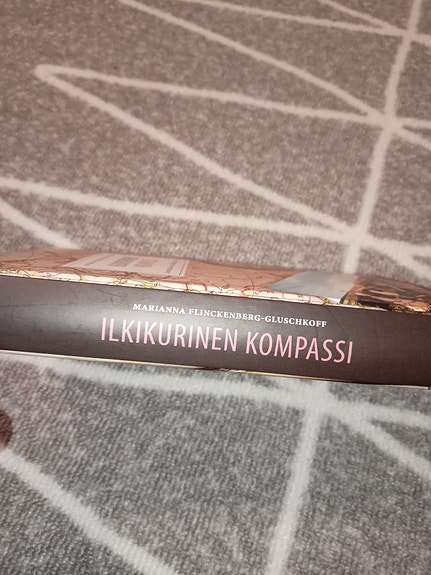 MARIANNA FLINCKENBERG-GLUSCHKOFF
ILKIKURINEN KOMPASSI